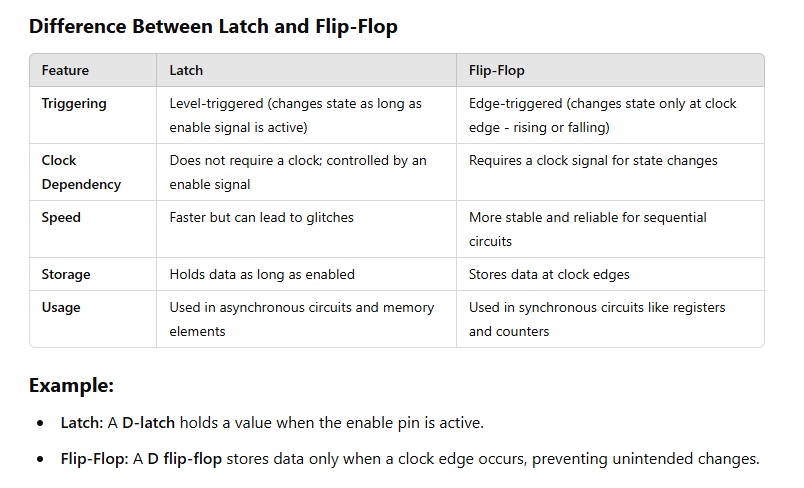 Difference Between Latch and Flip-Flop
Feature Latch Flip-Flop
Triggering Level-triggered (changes state as long as enable signal is active) Edge-triggered (changes state only at clock edge - rising or falling)
Clock Dependency Does not require a clock; controlled by an enable signal Requires a clock signal for state changes
Speed Faster but can lead to glitches More stable and reliable for sequential circuits
Storage Holds data as long as enabled Stores data at clock edges
Usage Used in asynchronous circuits and memory elements Used in synchronous circuits like registers and counters
Example:
• Latch: A D-latch holds a value when the enable pin is active.
• Flip-Flop: A D flip-flop stores data only when a clock edge occurs, preventing unintended changes.